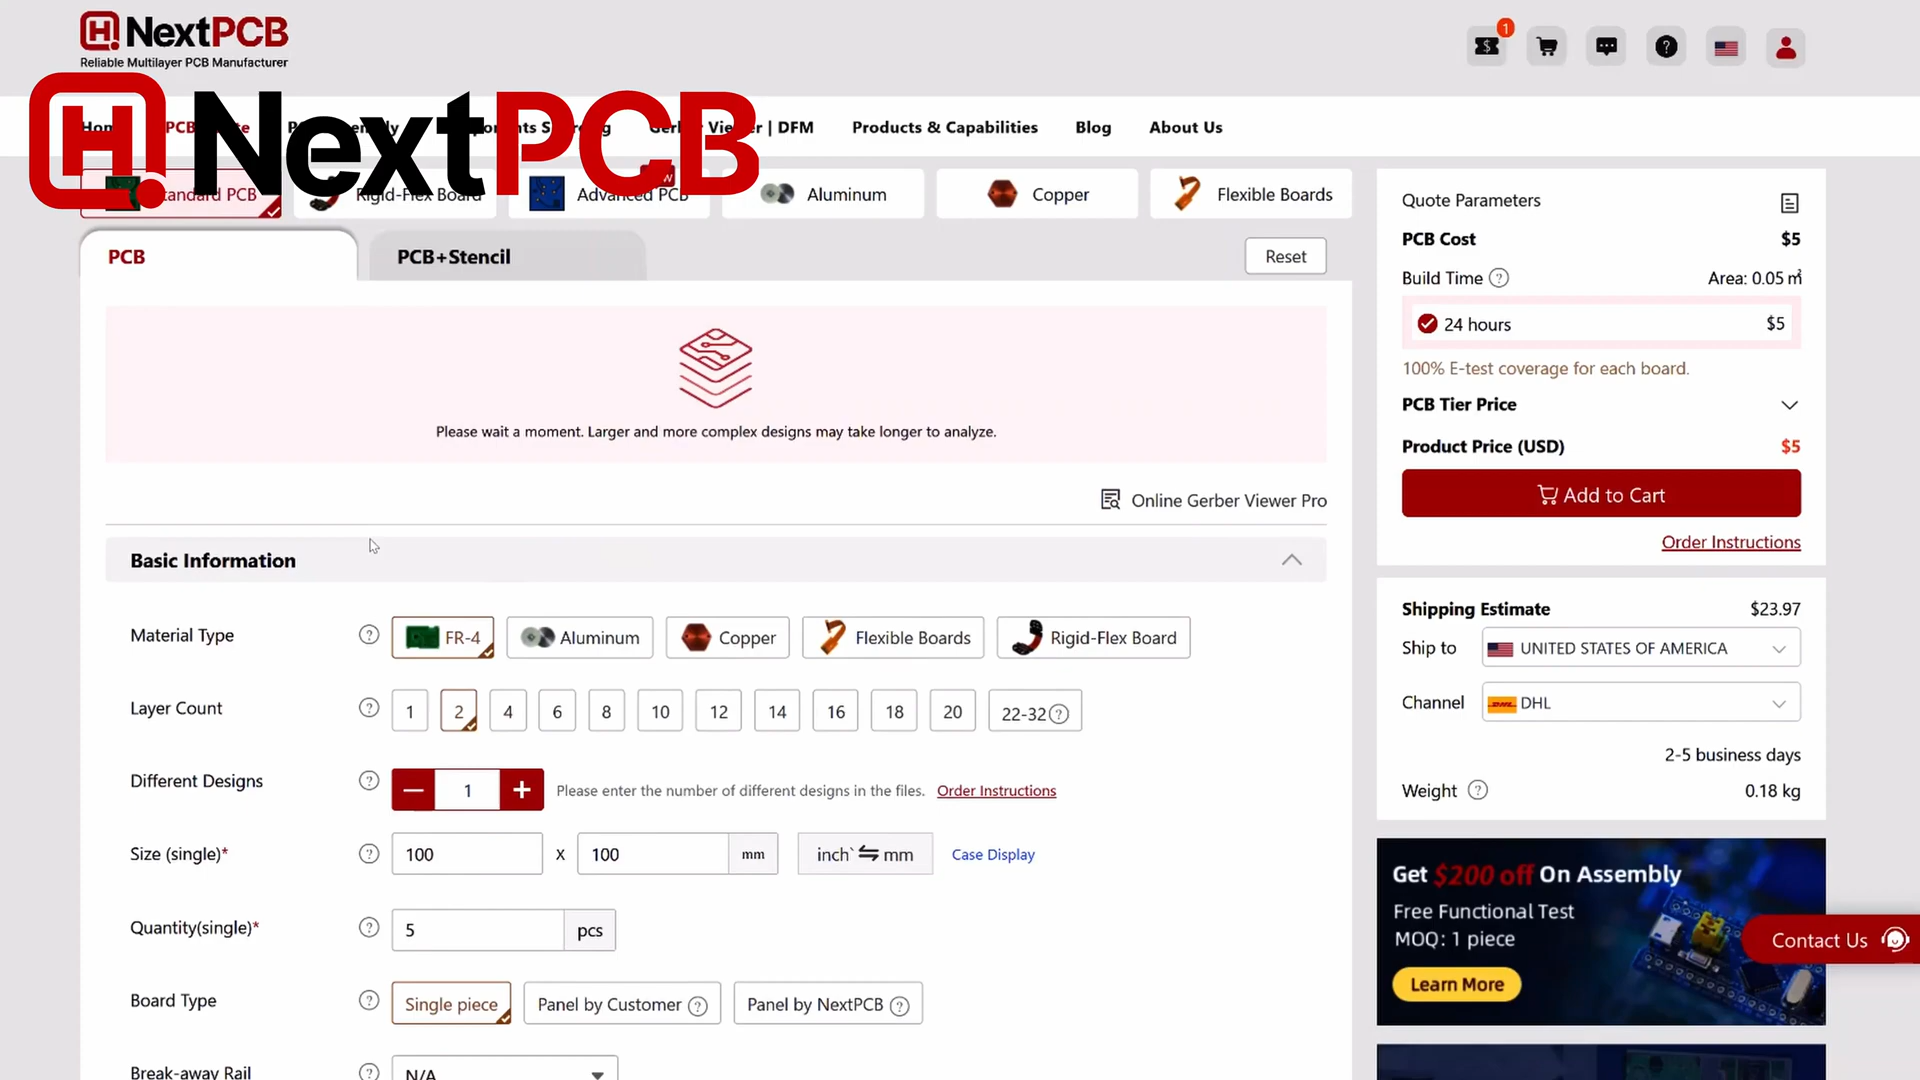 NextPCB
Reliable Multilayer PCB Manufacturer
1
NextPCB
Products & Capabilities
Blog
About Us
Standard PCB
Rigid-Flex Board
Advanced PCB
Aluminum
Copper
Flexible Boards
PCB
PCB+Stencil
Reset
Please wait a moment. Larger and more complex designs may take longer to analyze.
Online Gerber Viewer Pro
Basic Information
Material Type
FR-4
Aluminum
Copper
Flexible Boards
Rigid-Flex Board
Layer Count
1 2 4 6 8 10 12 14 16 18 20 22-32
Different Designs
1
Please enter the number of different designs in the files. Order Instructions
Size (single)*
100 X 100 mm
inch` ⇋ mm
Case Display
Quantity(single)*
5 pcs
Board Type
Single piece
Panel by Customer
Panel by NextPCB
Break-away Rail
N/A
Quote Parameters
PCB Cost $5
Build Time Area: 0.05 ㎡
24 hours $5
100% E-test coverage for each board.
PCB Tier Price
Product Price (USD) $5
Add to Cart
Order Instructions
Shipping Estimate $23.97
Ship to UNITED STATES OF AMERICA
Channel DHL
2-5 business days
Weight 0.18 kg
Get $200 off On Assembly
Free Functional Test
MOQ: 1 piece
Learn More
Contact Us